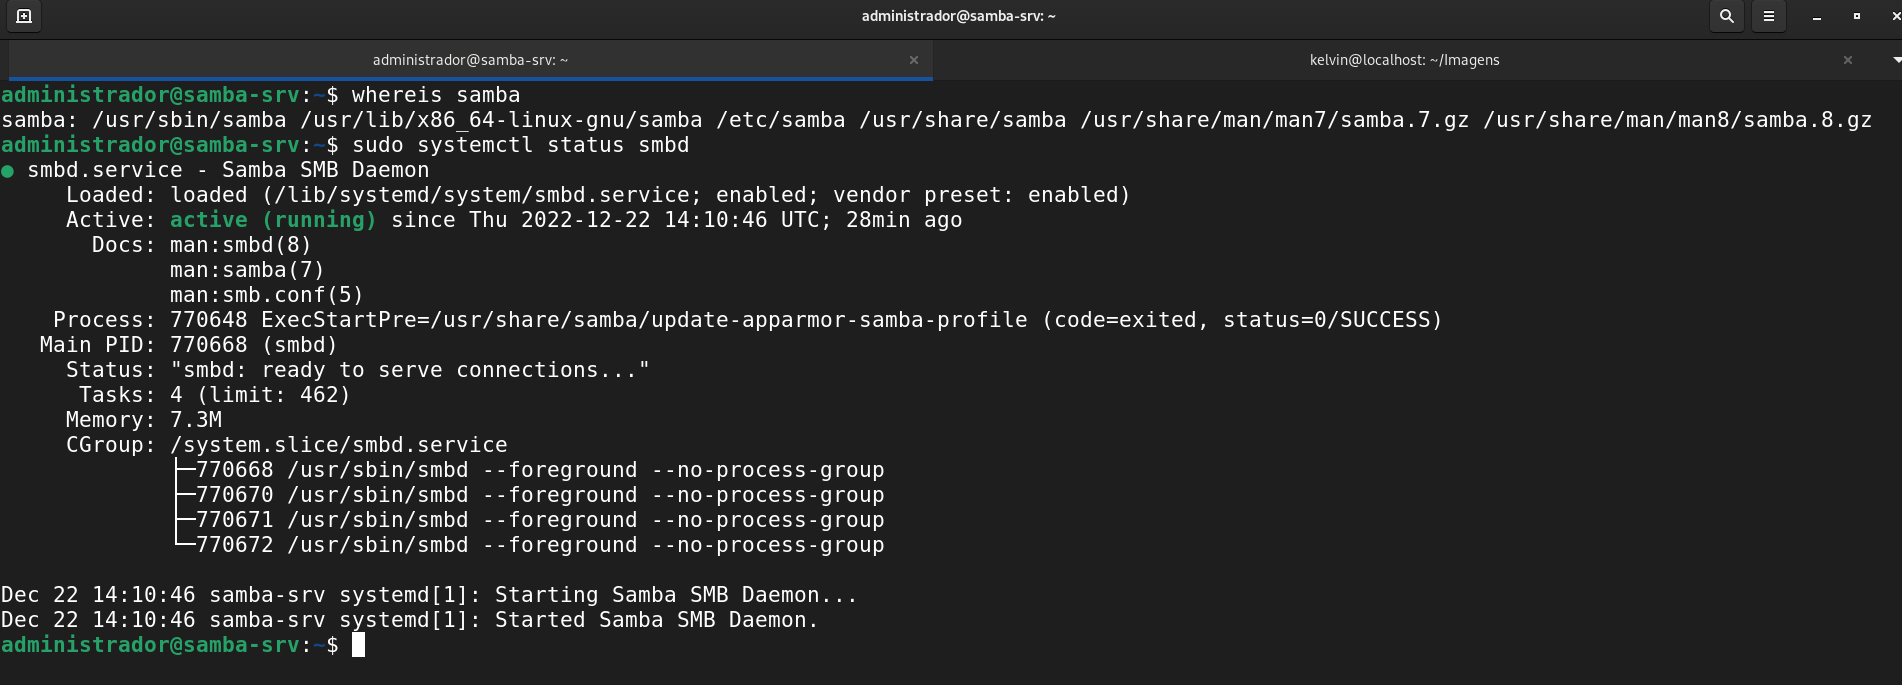 administrador@samba-srv: ~
administrador@samba-srv: ~
kelvin@localhost: ~/Imagens
administrador@samba-srv:~$ whereis samba
samba: /usr/sbin/samba /usr/lib/x86_64-linux-gnu/samba /etc/samba /usr/share/samba /usr/share/man/man7/samba.7.gz /usr/share/man/man8/samba.8.gz
administrador@samba-srv:~$ sudo systemctl status smbd
● smbd.service - Samba SMB Daemon
     Loaded: loaded (/lib/systemd/system/smbd.service; enabled; vendor preset: enabled)
     Active: active (running) since Thu 2022-12-22 14:10:46 UTC; 28min ago
       Docs: man:smbd(8)
             man:samba(7)
             man:smb.conf(5)
    Process: 770648 ExecStartPre=/usr/share/samba/update-apparmor-samba-profile (code=exited, status=0/SUCCESS)
   Main PID: 770668 (smbd)
     Status: "smbd: ready to serve connections..."
      Tasks: 4 (limit: 462)
     Memory: 7.3M
     CGroup: /system.slice/smbd.service
             ├─770668 /usr/sbin/smbd --foreground --no-process-group
             ├─770670 /usr/sbin/smbd --foreground --no-process-group
             ├─770671 /usr/sbin/smbd --foreground --no-process-group
             └─770672 /usr/sbin/smbd --foreground --no-process-group
Dec 22 14:10:46 samba-srv systemd[1]: Starting Samba SMB Daemon...
Dec 22 14:10:46 samba-srv systemd[1]: Started Samba SMB Daemon.
administrador@samba-srv:~$